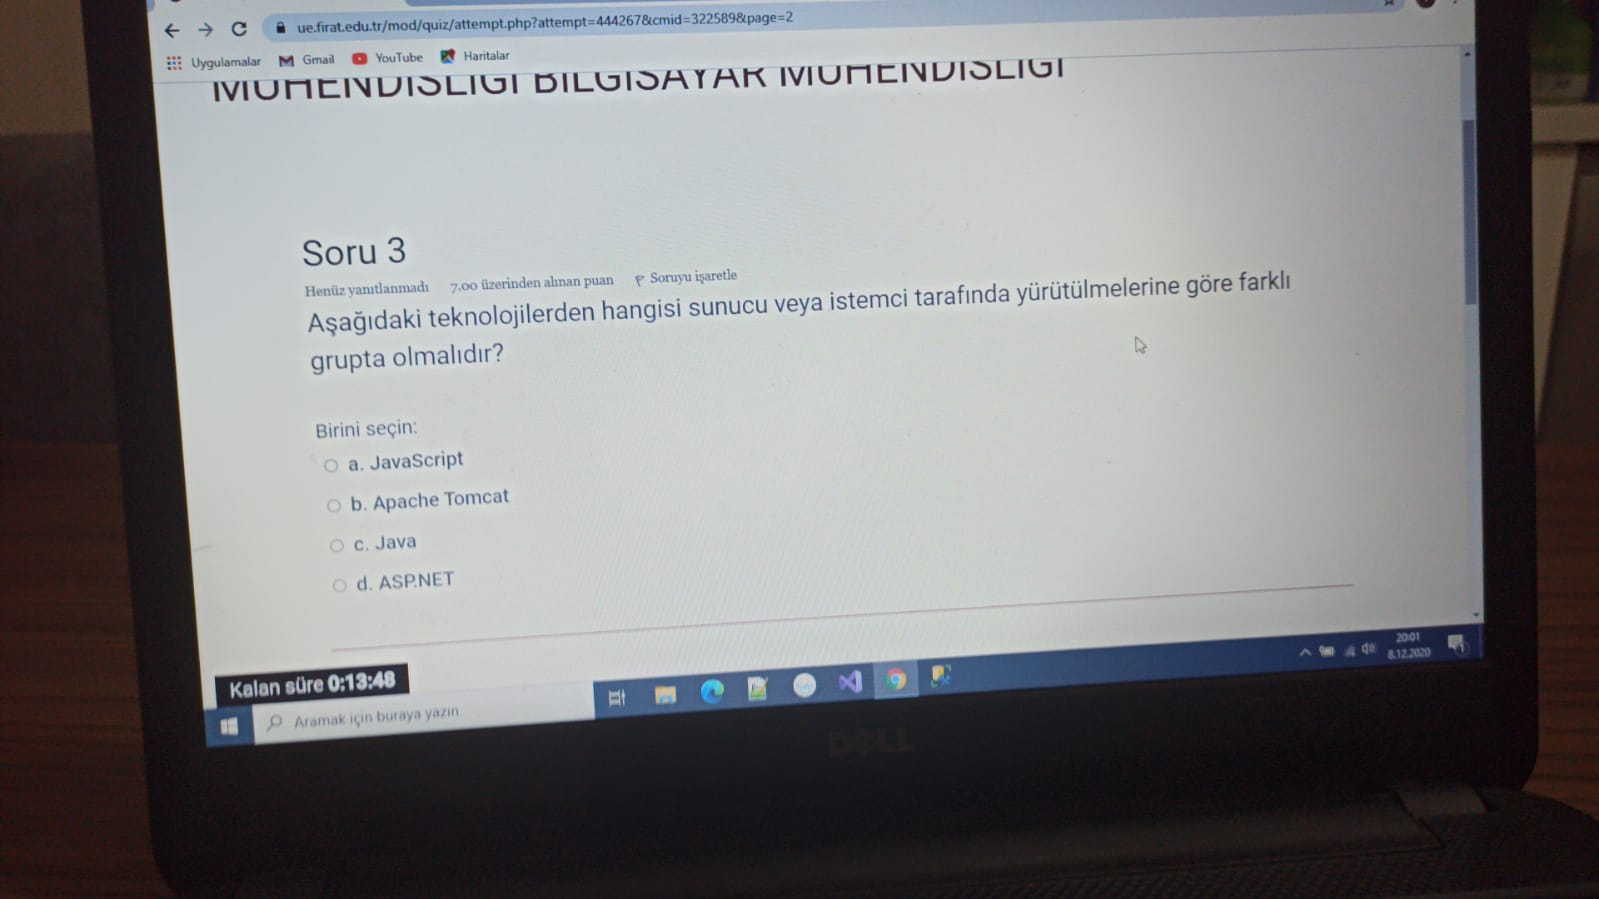 ue.firat.edu.tr/mod/quiz/attempt.php?attempt=444267&cmid=322589&page=2
Uygulamalar Gmail YouTube Haritalar
MÜHENDİSLİĞİ BİLGİSAYAR MÜHENDİSLİĞİ
Soru 3
Henüz yanıtlanmadı 7.00 üzerinden alınan puan Soruyu işaretle
Aşağıdaki teknolojilerden hangisi sunucu veya istemci tarafında yürütülmelerine göre farklı
grupta olmalıdır?
Birini seçin:
a. JavaScript
b. Apache Tomcat
c. Java
d. ASP.NET
Kalan süre 0:13:48
Aramak için buraya yazın
20:01
8.12.2020
DELL